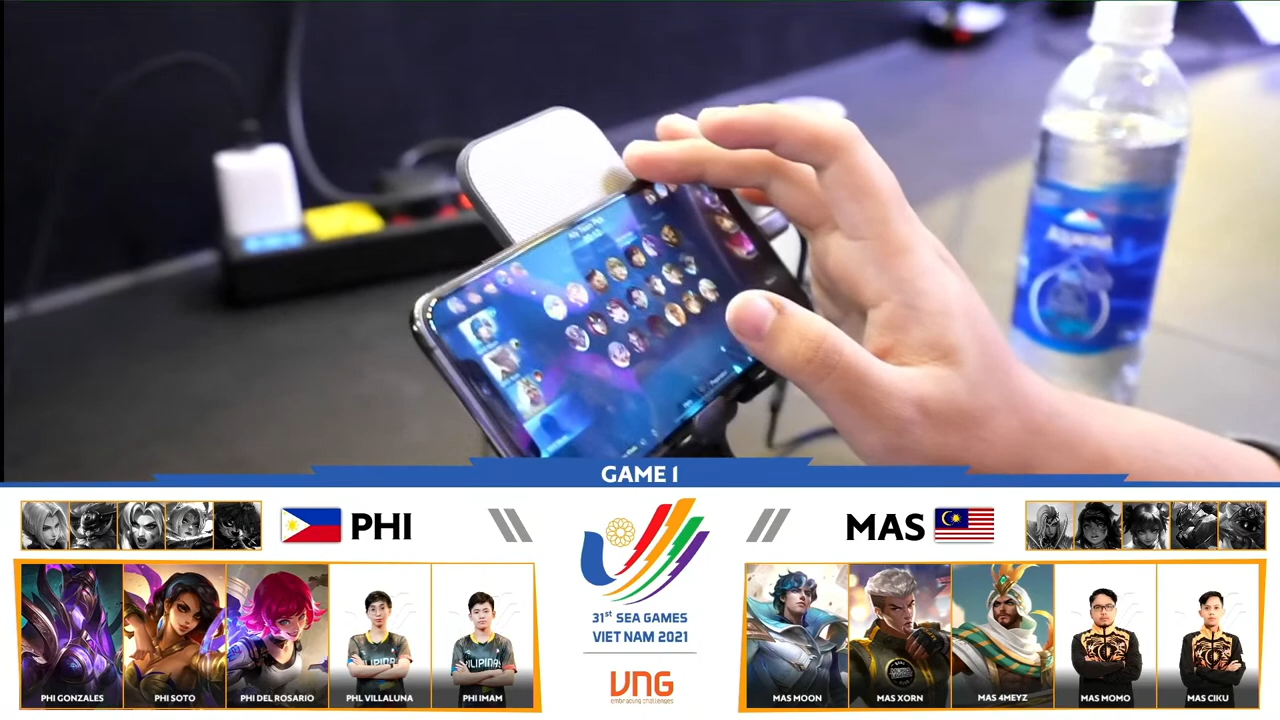 GAME 1
PHI
MAS
31st SEA GAMES
VIET NAM 2021
VNG
embracing challenges
PHI GONZALES
PHI SOTO
PHI DEL ROSARIO
PHL VILLALUNA
PHI IMAM
MAS MOON
MAS XORN
MAS 4MEYZ
MAS MOMO
MAS CIKU